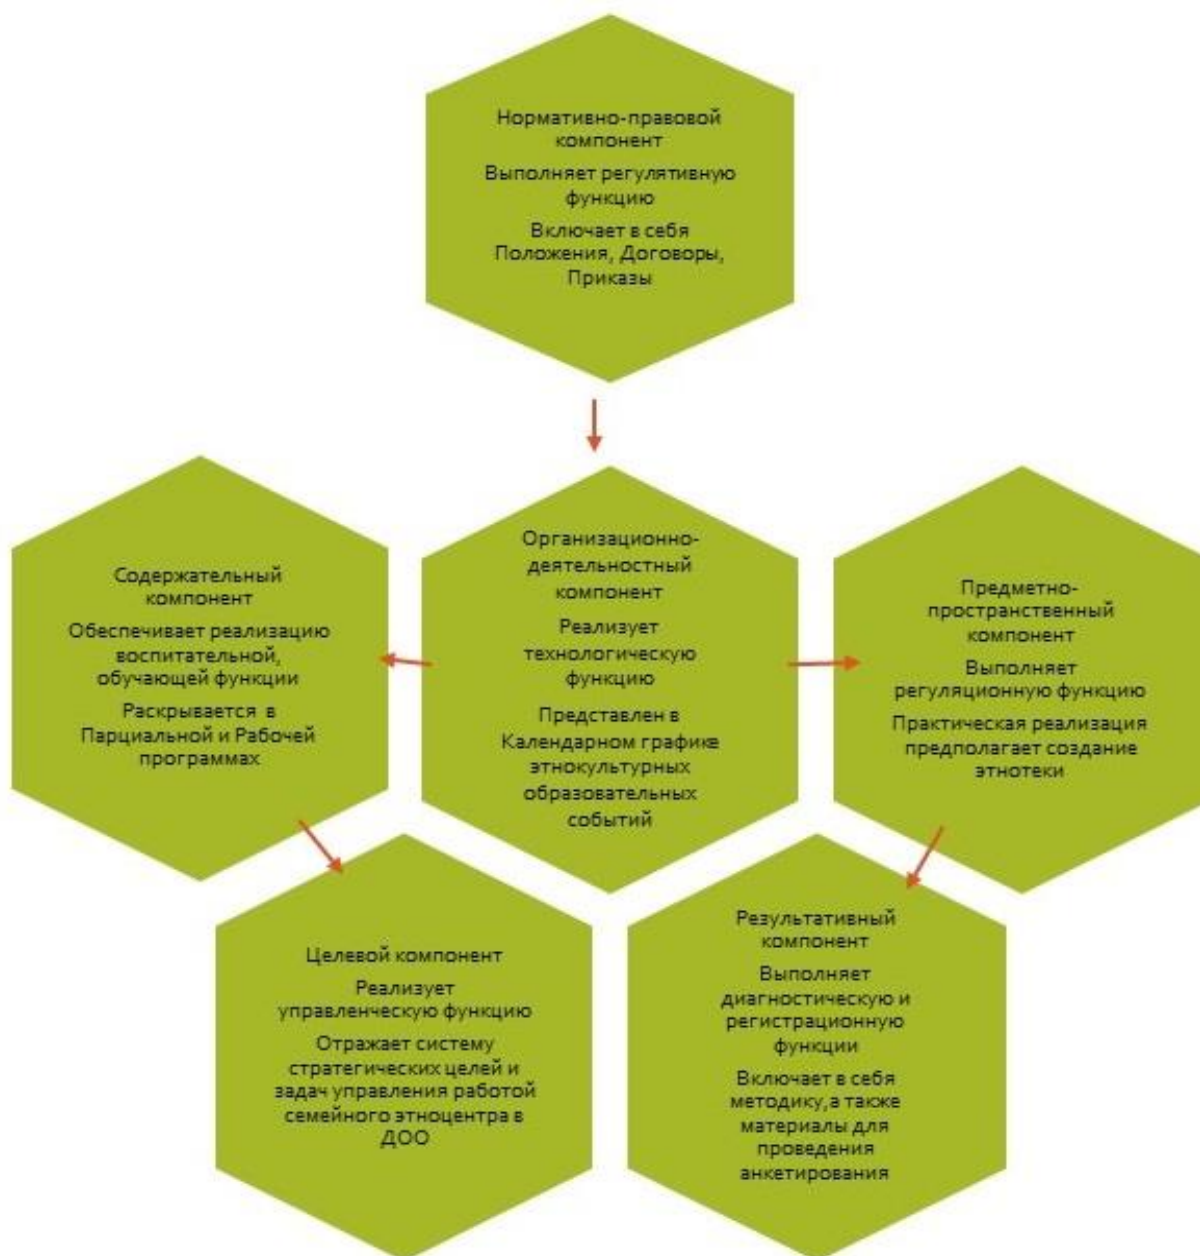 Нормативно-правовой
компонент
Выполняет регулятивную
функцию
Включает в себя
Положения, Договоры,
Приказы
Содержательный
компонент
Обеспечивает реализацию
воспитательной,
обучающей функции
Раскрывается в
Парциальной и Рабочей
программах
Организационно-
деятельностный
компонент
Реализует
технологическую
функцию
Представлен в
Календарном графике
этнокультурных
образовательных
событий
Предметно-
пространственный
компонент
Выполняет
регуляционную функцию
Практическая реализация
предполагает создание
этнотеки
Целевой компонент
Реализует
управленческую функцию
Отражает систему
стратегических целей и
задач управления работой
семейного этноцентра в
ДОО
Результативный
компонент
Выполняет
диагностическую и
регистрационную
функции
Включает в себя
методику,а также
материалы для
проведения
анкетирования